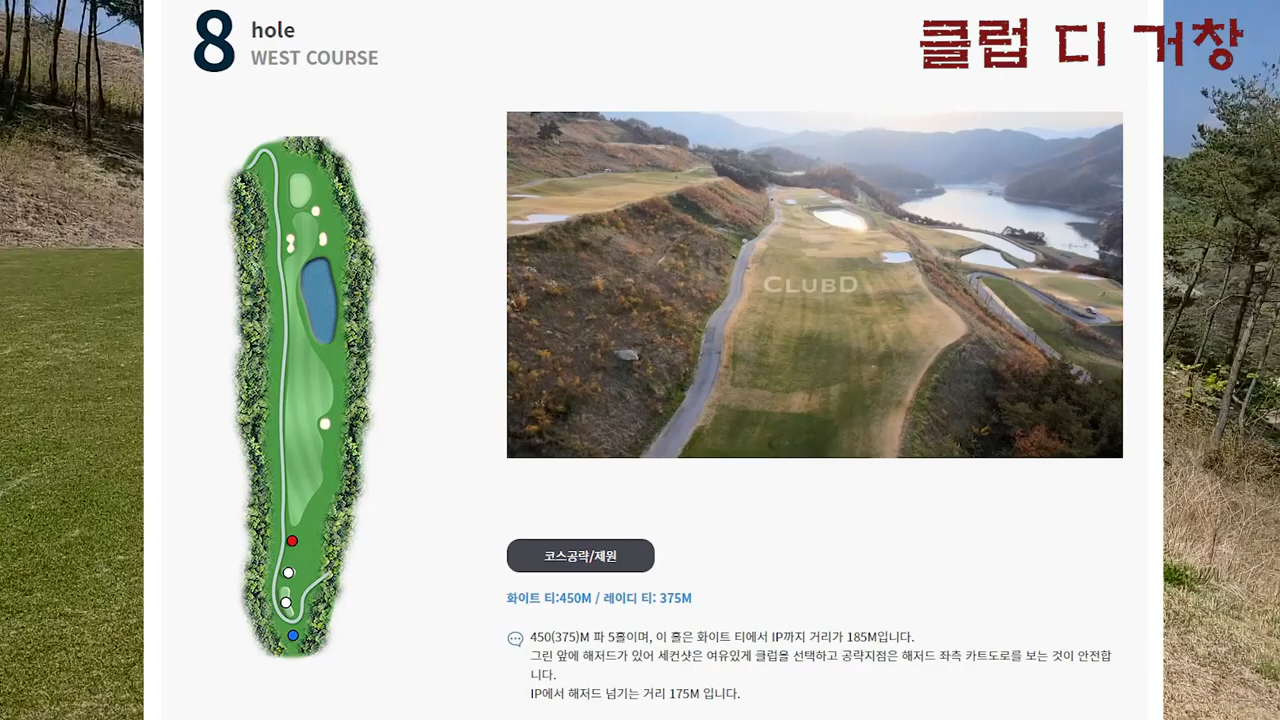 8 hole
WEST COURSE
클럽 디 거창
CLUBD
코스공략/제원
화이트 티:450M / 레이디 티: 375M
450(375)M 파 5홀이며, 이 홀은 화이트 티에서 IP까지 거리가 185M입니다.
그린 앞에 해저드가 있어 세컨샷은 여유있게 클럽을 선택하고 공략지점은 해저드 좌측 카트도로를 보는 것이 안전합
니다.
IP에서 해저드 넘기는 거리 175M 입니다.